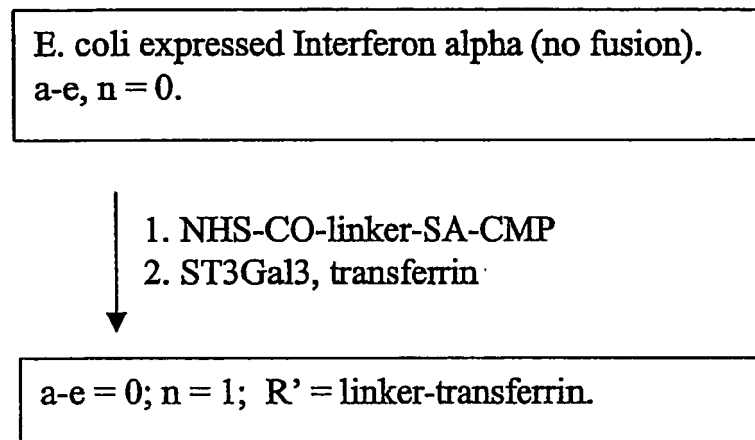 E. coli expressed Interferon alpha (no fusion).
a-e, n = 0.
1. NHS-CO-linker-SA-CMP
2. ST3Gal3, transferrin
a-e = 0; n = 1; R' = linker-transferrin.